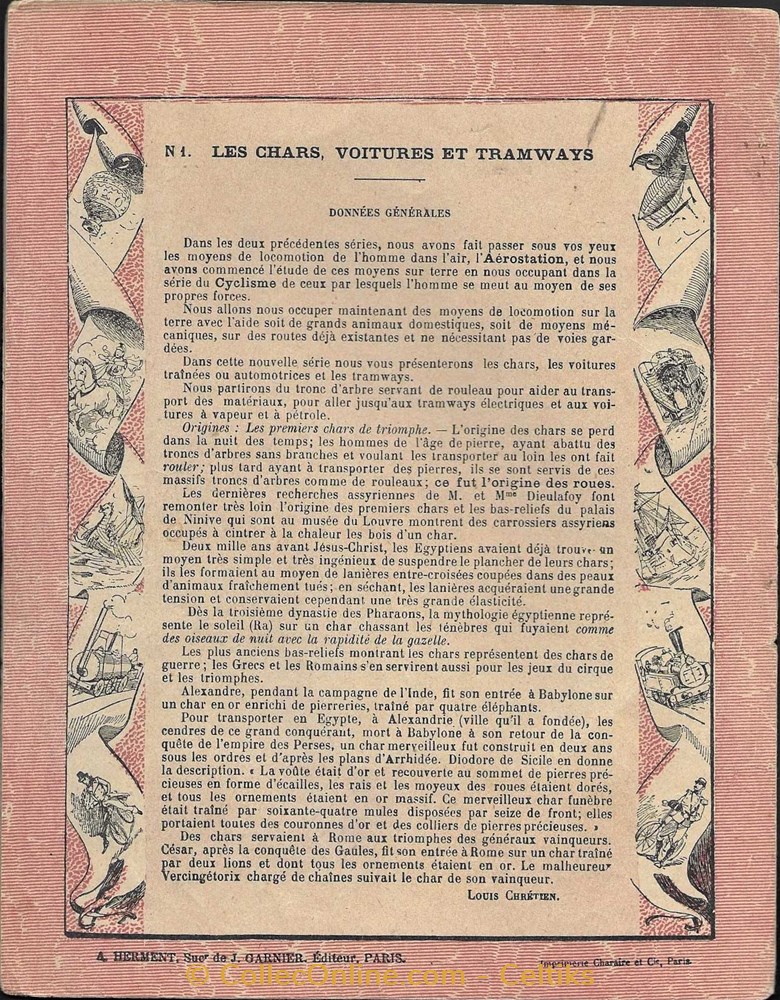 N 1. LES CHARS, VOITURES ET TRAMWAYS
DONNÉES GÉNÉRALES
Dans les deux précédentes séries, nous avons fait passer sous vos yeux
les moyens de locomotion de l'homme dans l'air, l'Aérostation, et nous
avons commencé l'étude de ces moyens sur terre en nous occupant dans la
série du Cyclisme de ceux par lesquels l'homme se meut au moyen de ses
propres forces.
Nous allons nous occuper maintenant des moyens de locomotion sur la
terre avec l'aide soit de grands animaux domestiques, soit de moyens mé-
caniques, sur des routes déjà existantes et ne nécessitant pas de voies gar-
dées.
Dans cette nouvelle série nous vous présenterons les chars, les voitures
traînées ou automotrices et les tramways.
Nous partirons du tronc d'arbre servant de rouleau pour aider au trans-
port des matériaux, pour aller jusqu'aux tramways électriques et aux voi-
tures à vapeur et à pétrole.
Origines : Les premiers chars de triomphe. — L'origine des chars se perd
dans la nuit des temps; les hommes de l'âge de pierre, ayant abattu des
troncs d'arbres sans branches et voulant les transporter au loin les ont fait
router; plus tard ayant à transporter des pierres, ils se sont servis de ces
massifs troncs d'arbres comme de rouleaux; ce fut l'origine des roues.
Les dernières recherches assyriennes de M. et Mme Dieulafoy font
remonter très loin l'origine des premiers chars et les bas-reliefs du palais
de Ninive qui sont au musée du Louvre montrent des carrossiers assyriens
occupés à cintrer à la chaleur les bois d'un char.
Deux mille ans avant Jésus-Christ, les Egyptiens avaient déjà trouvé un
moyen très simple et très ingénieux de suspendre le plancher de leurs chars;
ils les formaient au moyen de lanières entre-croisées coupées dans des peaux
d'animaux fraîchement tués; en séchant, les lanières acquéraient une grande
tension et conservaient cependant une très grande élasticité.
Dès la troisième dynastie des Pharaons, la mythologie égyptienne repré-
sente le soleil (Ra) sur un char chassant les ténèbres qui fuyaient comme
des oiseaux de nuit avec la rapidité de la gazelle.
Les plus anciens bas-reliefs montrant les chars représentent des chars de
guerre; les Grecs et les Romains s'en servirent aussi pour les jeux du cirque
et les triomphes.
Alexandre, pendant la campagne de l'Inde, fit son entrée à Babylone sur
un char en or enrichi de pierreries, traîné par quatre éléphants.
Pour transporter en Egypte, à Alexandrie (ville qu'il a fondée), les
cendres de ce grand conquérant, mort à Babylone à son retour de la con-
quête de l'empire des Perses, un char merveilleux fut construit en deux ans
sous les ordres et d'après les plans d'Arrhidée. Diodore de Sicile en donne
la description. « La voûte était d'or et recouverte au sommet de pierres pré-
cieuses en forme d'écailles, les rais et les moyeux des roues étaient dorés,
et tous les ornements étaient en or massif. Ce merveilleux char funèbre
était traîné par soixante-quatre mules disposées par seize de front; elles
portaient toutes des couronnes d'or et des colliers de pierres précieuses. »
Des chars servaient à Rome aux triomphes des généraux vainqueurs.
César, après la conquête des Gaules, fit son entrée à Rome sur un char traîné
par deux lions et dont tous les ornements étaient en or. Le malheureux
Vercingétorix chargé de chaînes suivait le char de son vainqueur.
LOUIS CHRÉTIEN.
A. HERMENT, Sucr de J. GARNIER, Éditeur, PARIS.
Imprimerie Charaire et Cie, Paris
© CollecOnline.com - Celtiks